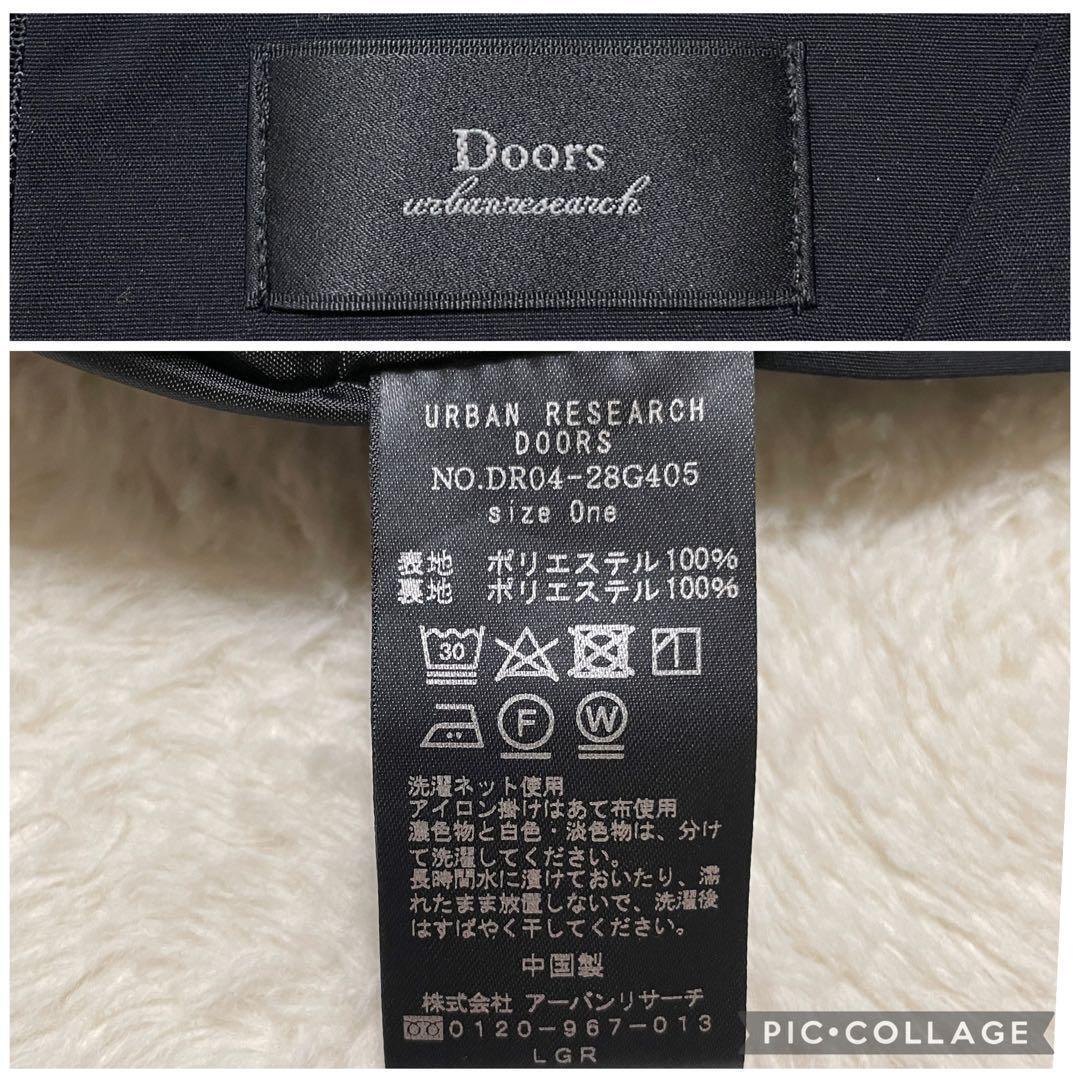 Doors
urbanresearch
URBAN RESEARCH
DOORS
NO.DR04-28G405
size One
表地 ポリエステル100%
裏地 ポリエステル100%
30
F W
洗濯ネット使用
アイロン掛けはあて布使用
濃色物と白色・淡色物は、分け
て洗濯してください。
長時間水に漬けておいたり、濡
れたまま放置しないで、洗濯後
はすばやく干してください。
中国製
株式会社 アーバンリサーチ
0120-967-013
LGR
PIC•COLLAGE